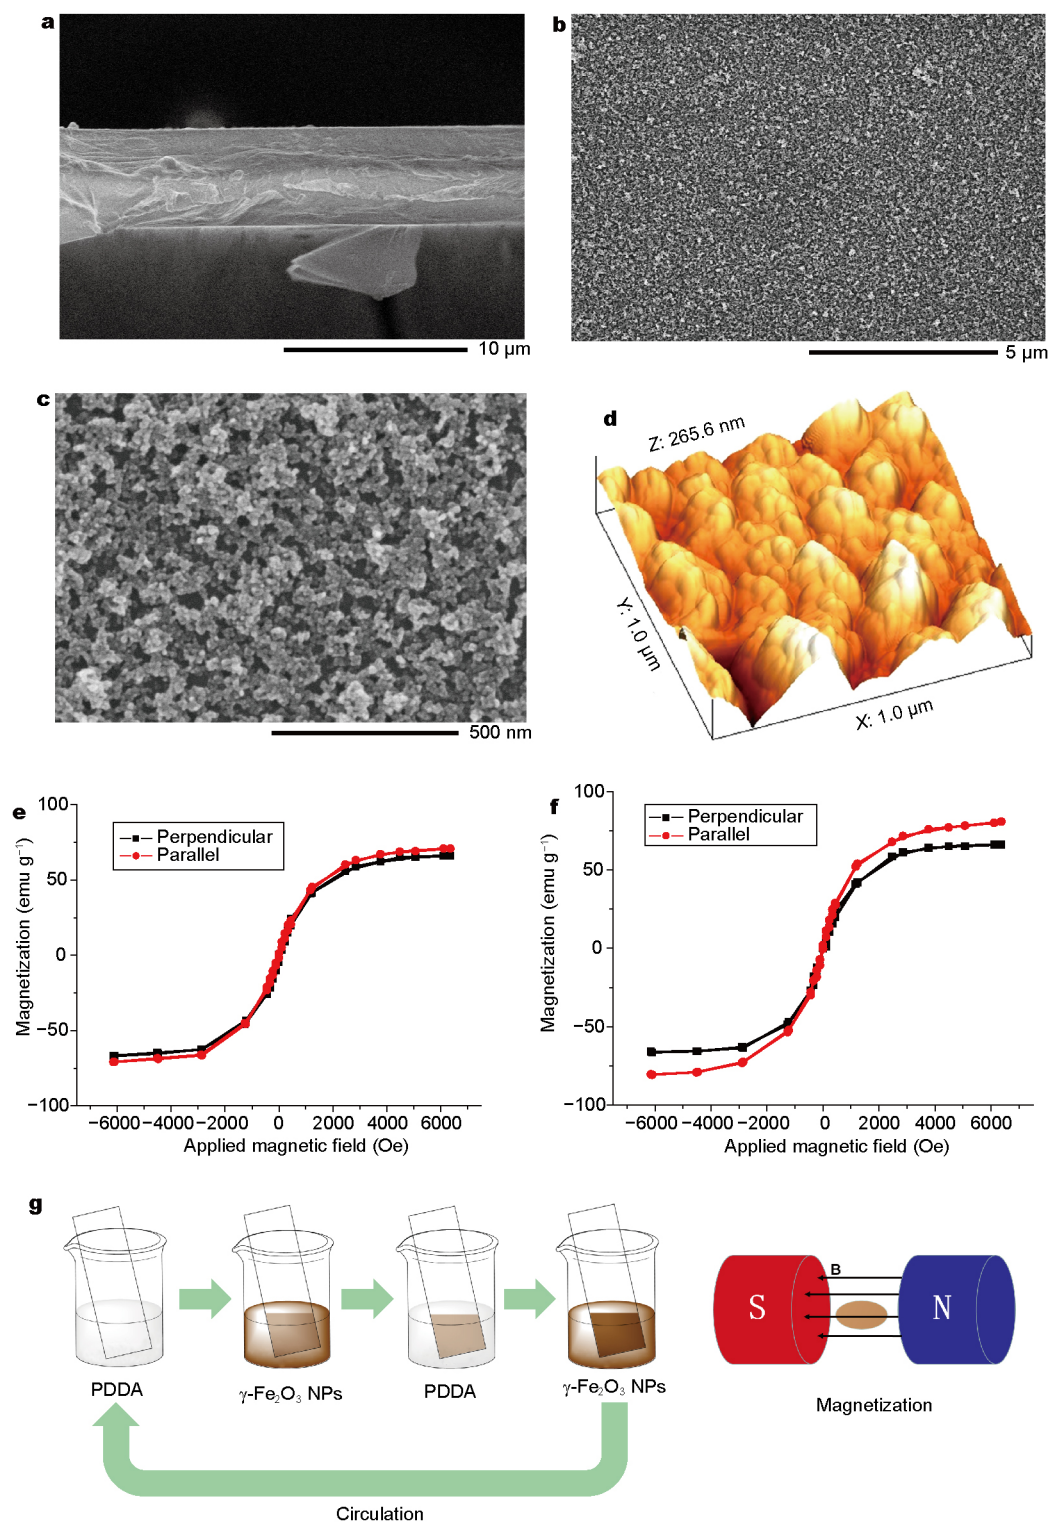 a
10 μm
b
5 μm
c
500 nm
d
Z: 265.6 nm
Y: 1.0 μm
X: 1.0 μm
e
Magnetization (emu g⁻¹)
100
50
0
−50
−100
Perpendicular
Parallel
−6000 −4000 −2000 0 2000 4000 6000
Applied magnetic field (Oe)
f
Magnetization (emu g⁻¹)
100
50
0
−50
−100
Perpendicular
Parallel
−6000 −4000 −2000 0 2000 4000 6000
Applied magnetic field (Oe)
g
PDDA
γ-Fe₂O₃ NPs
PDDA
γ-Fe₂O₃ NPs
Circulation
S
B
N
Magnetization